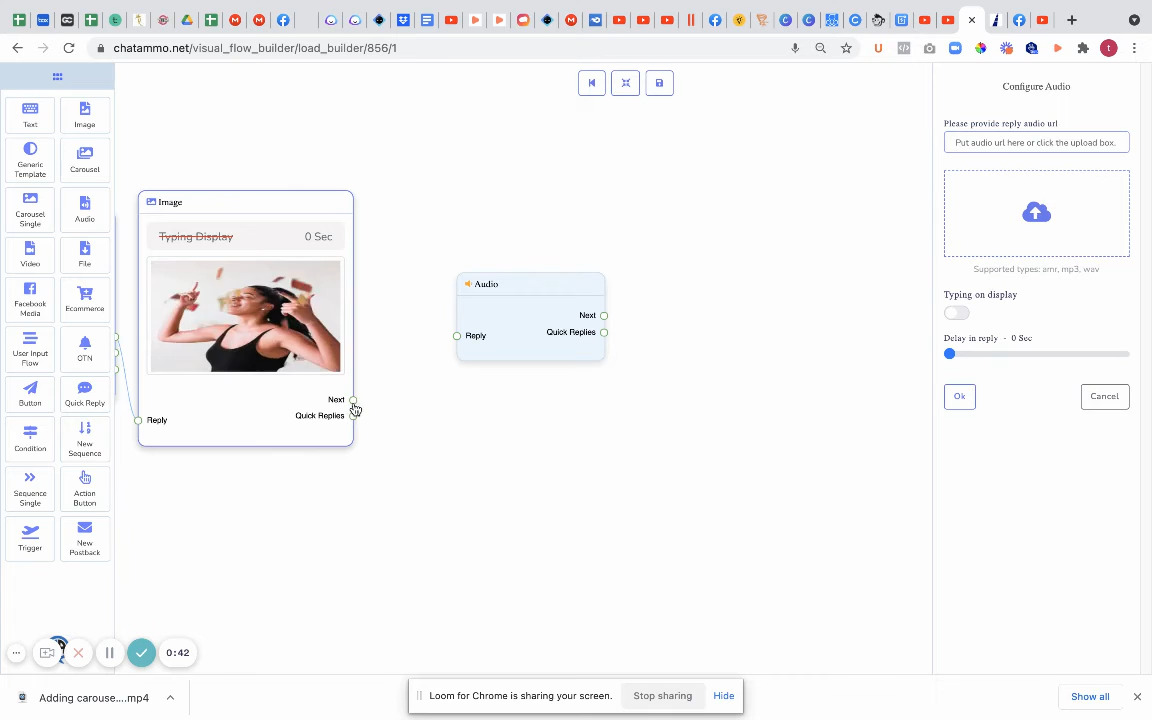 chatammo.net/visual_flow_builder/load_builder/856/1
Text
Image
Generic
Template
Carousel
Carousel
Single
Audio
Video
File
Facebook
Media
Ecommerce
User Input
Flow
OTN
Button
Quick Reply
Condition
New
Sequence
Sequence
Single
Action
Button
Trigger
New
Postback
Image
Typing Display 0 Sec
Next
Quick Replies
Reply
Audio
Next
Quick Replies
Reply
Configure Audio
Please provide reply audio url
Put audio url here or click the upload box.
Supported types: amr, mp3, wav
Typing on display
Delay in reply - 0 Sec
Ok
Cancel
0:42
Adding carouse....mp4
Loom for Chrome is sharing your screen.
Stop sharing
Hide
Show all